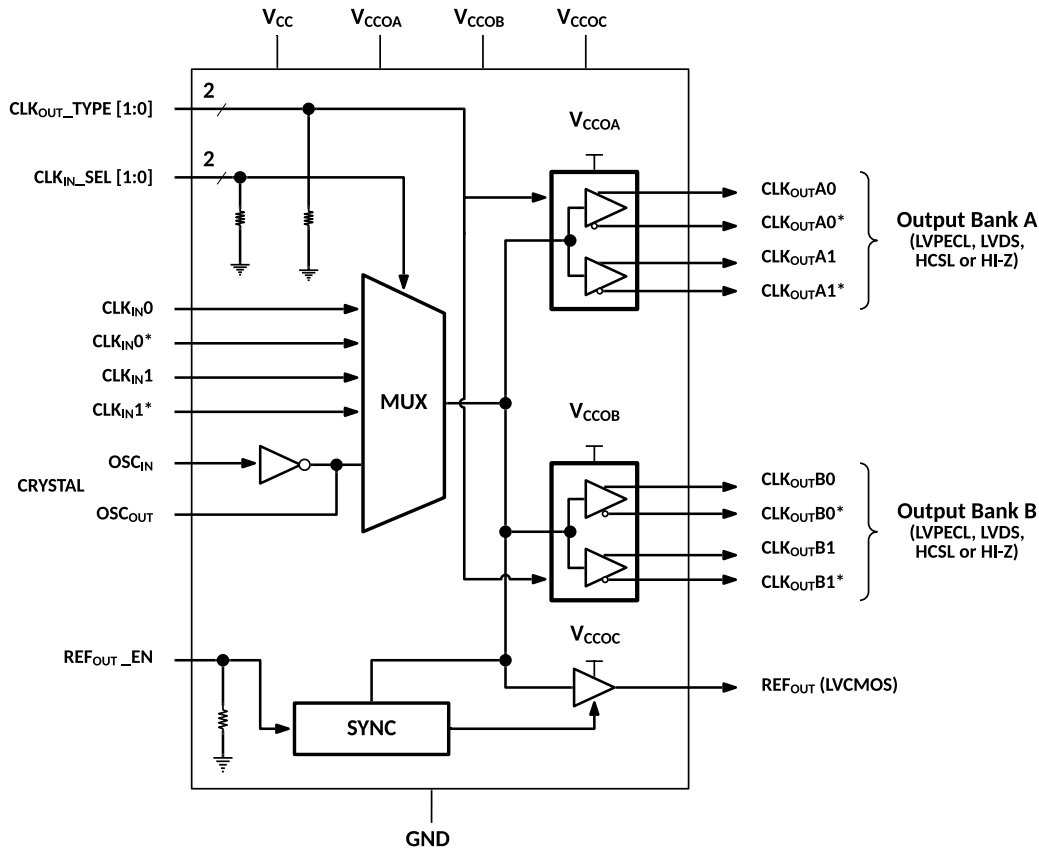 VCC
VCCOA
VCCOB
VCCOC
CLKOUT_TYPE [1:0]
2
CLKIN_SEL [1:0]
2
VCCOA
CLKOUTA0
CLKOUTA0*
CLKOUTA1
CLKOUTA1*
Output Bank A
(LVPECL, LVDS,
HCSL or HI-Z)
CLKIN0
CLKIN0*
CLKIN1
CLKIN1*
MUX
OSCIN
CRYSTAL
OSCOUT
VCCOB
CLKOUTB0
CLKOUTB0*
CLKOUTB1
CLKOUTB1*
Output Bank B
(LVPECL, LVDS,
HCSL or HI-Z)
REFOUT_EN
SYNC
VCCOC
REFOUT (LVCMOS)
GND